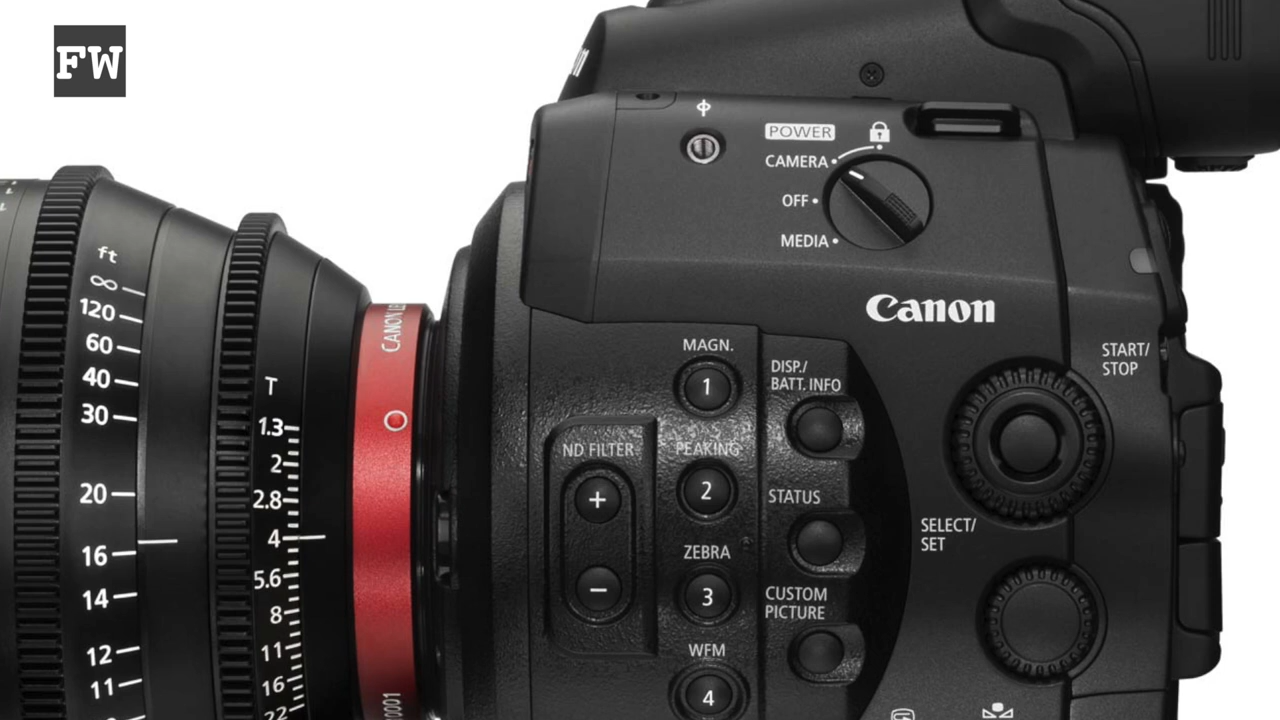 FW
POWER
CAMERA
OFF
MEDIA
Canon
ft
∞
120
60
40
30
20
16
14
12
11
T
1.3
2
2.8
4
5.6
8
11
16
22
CANON
0001
MAGN.
1
ND FILTER
+
−
PEAKING
2
ZEBRA
3
WFM
4
DISP./
BATT. INFO
STATUS
CUSTOM
PICTURE
START/
STOP
SELECT/
SET